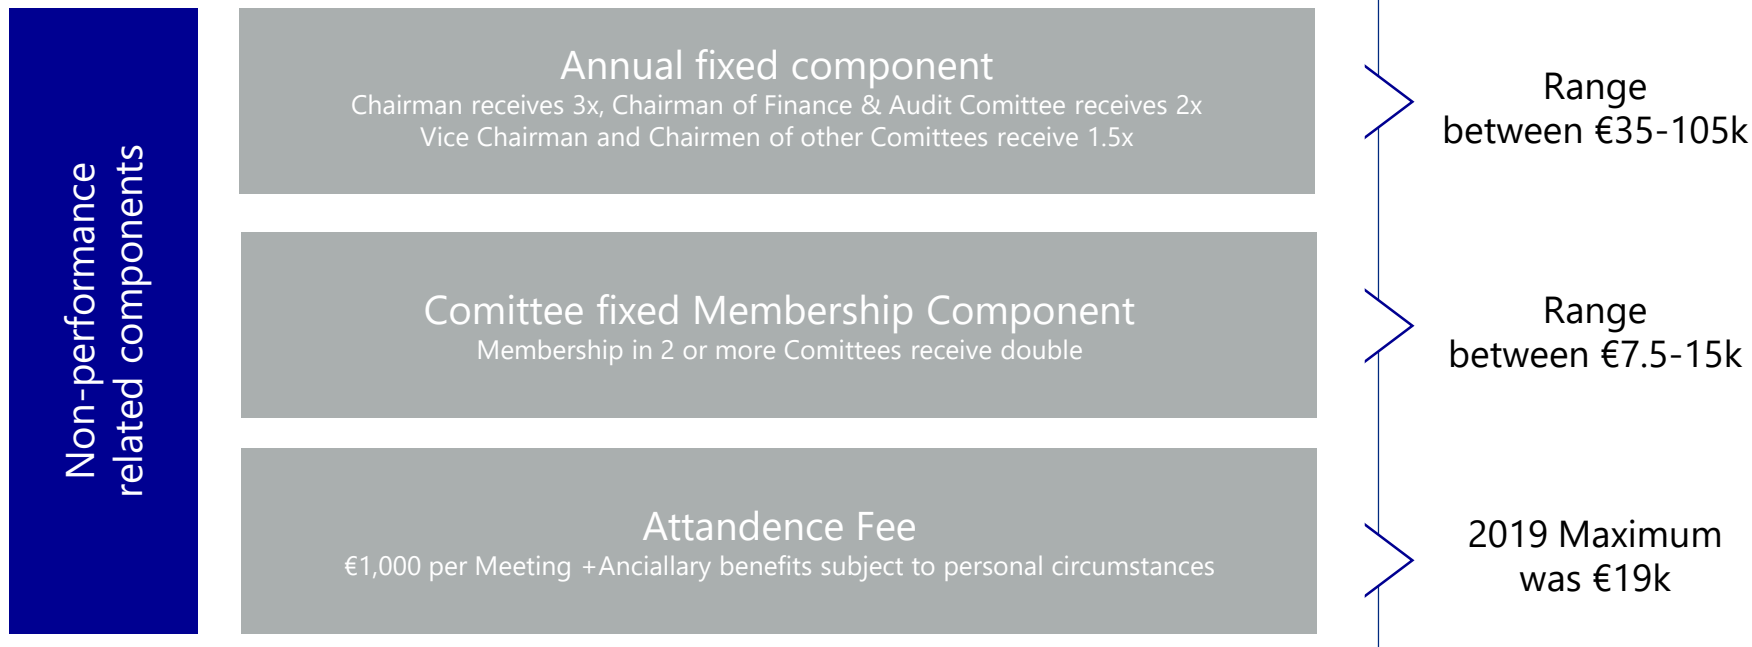 Non-performance
related components
Annual fixed component
Chairman receives 3x, Chairman of Finance & Audit Comittee receives 2x
Vice Chairman and Chairmen of other Comittees receive 1.5x
Range
between €35-105k
Comittee fixed Membership Component
Membership in 2 or more Comittees receive double
Range
between €7.5-15k
Attandence Fee
€1,000 per Meeting +Anciallary benefits subject to personal circumstances
2019 Maximum
was €19k